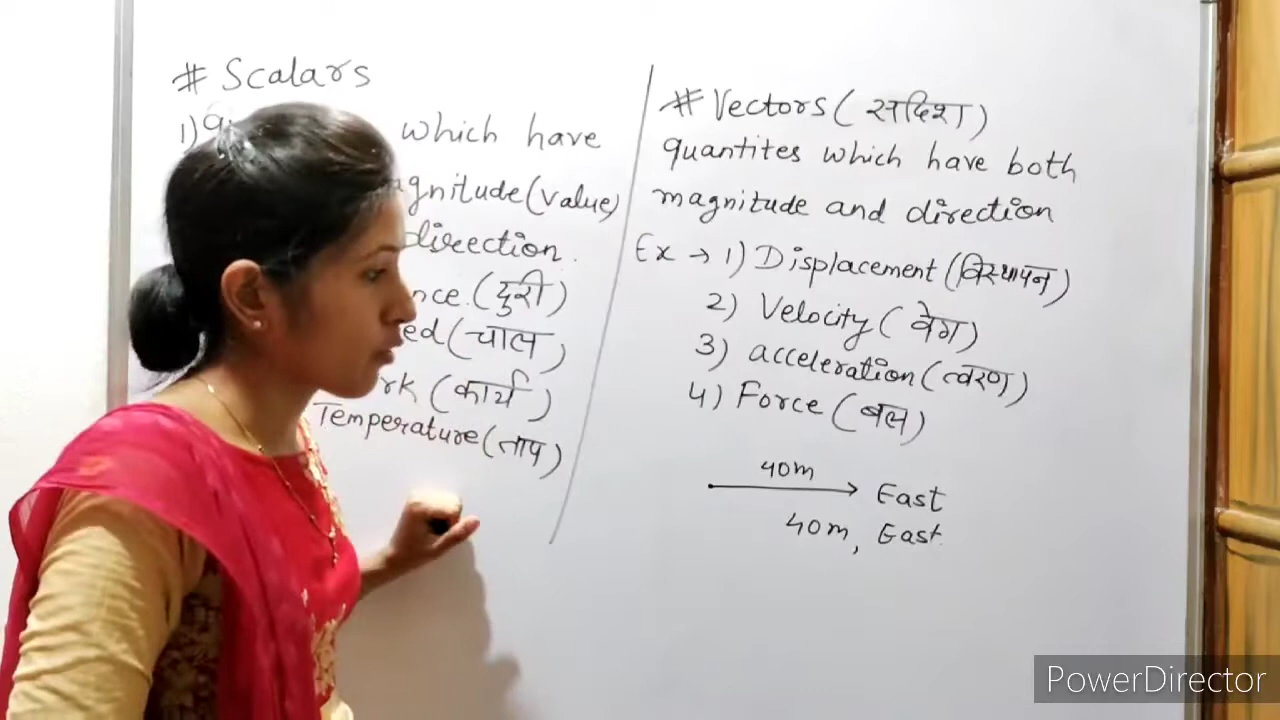 # Scalars
1) which have
agnitude (value)
direction.
nce (दुरी)
ed (चाल)
rk (कार्य)
Temperature (ताप)
# Vectors (सदिश)
quantites which have both
magnitude and direction
Ex → 1) Displacement (विस्थापन)
2) Velocity (वेग)
3) acceleration (त्वरण)
4) Force (बल)
40m
East
40m, East
PowerDirector